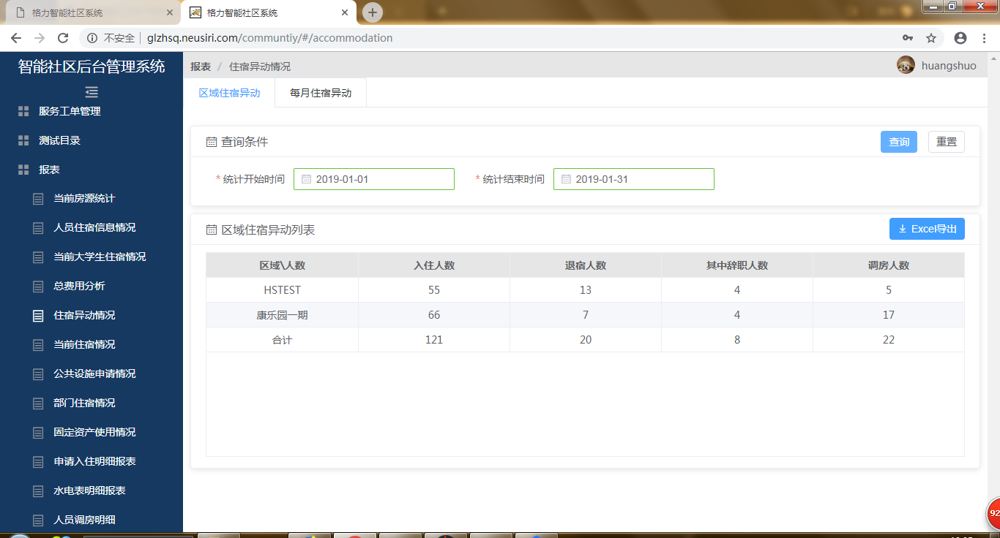 格力智能社区系统
格力智能社区系统
不安全 glzhsq.neusiri.com/communtiy/#/accommodation
智能社区后台管理系统
服务工单管理
测试目录
报表
当前房源统计
人员住宿信息情况
当前大学生住宿情况
总费用分析
住宿异动情况
当前住宿情况
公共设施申请情况
部门住宿情况
固定资产使用情况
申请入住明细报表
水电表明细报表
人员调房明细
报表 / 住宿异动情况 huangshuo
区域住宿异动 每月住宿异动
查询条件 查询 重置
* 统计开始时间 2019-01-01 * 统计结束时间 2019-01-31
区域住宿异动列表 Excel导出
区域\人数 入住人数 退宿人数 其中辞职人数 调房人数
HSTEST 55 13 4 5
康乐园一期 66 7 4 17
合计 121 20 8 22
92